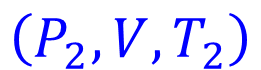 (P₂, V, T₂)